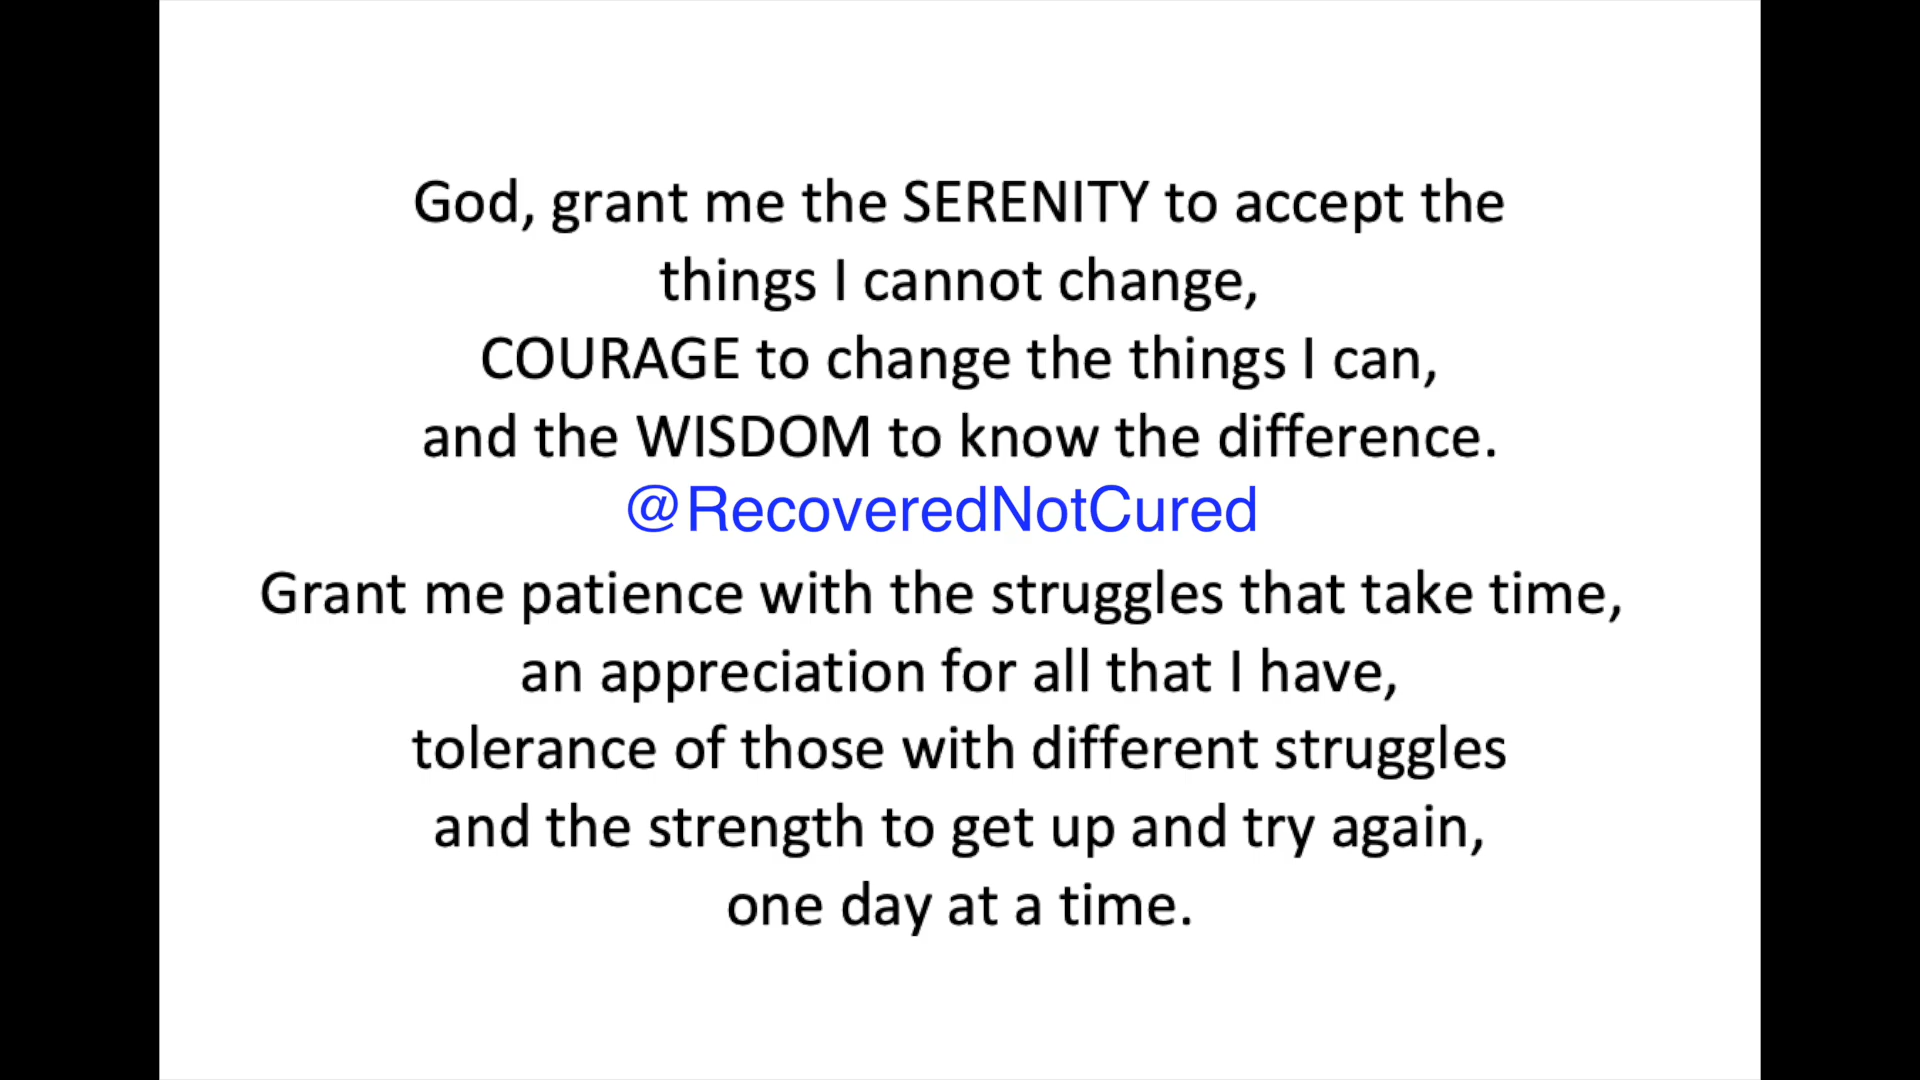 God, grant me the SERENITY to accept the
things I cannot change,
COURAGE to change the things I can,
and the WISDOM to know the difference.
@RecoveredNotCured
Grant me patience with the struggles that take time,
an appreciation for all that I have,
tolerance of those with different struggles
and the strength to get up and try again,
one day at a time.